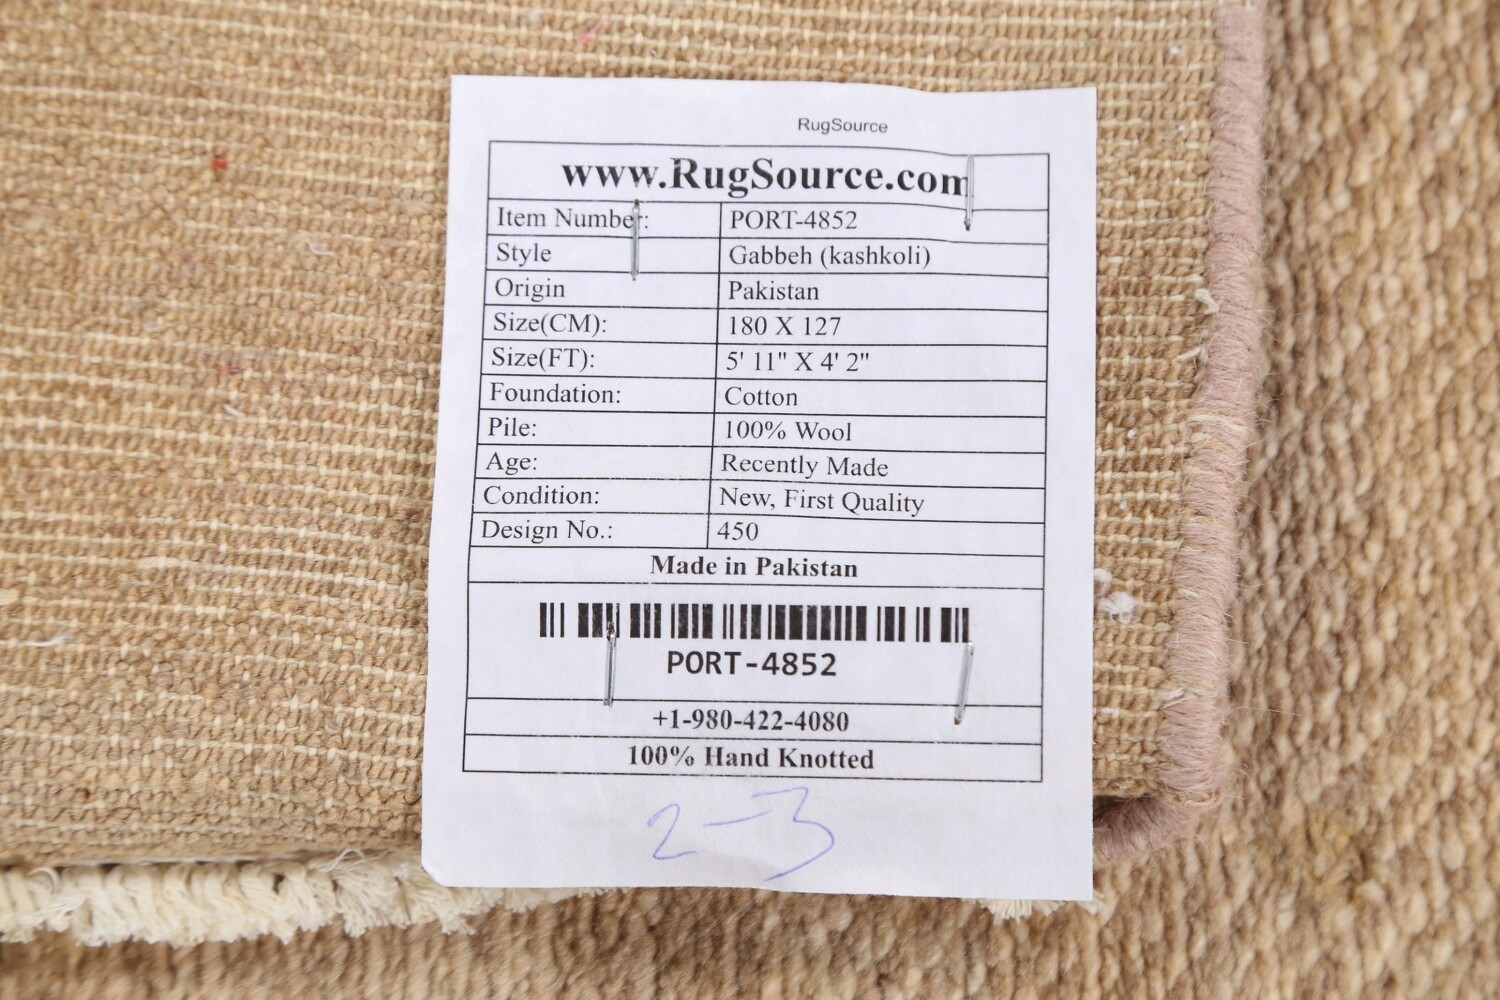 RugSource
www.RugSource.com
Item Number: PORT-4852
Style Gabbeh (kashkoli)
Origin Pakistan
Size(CM): 180 X 127
Size(FT): 5' 11" X 4' 2"
Foundation: Cotton
Pile: 100% Wool
Age: Recently Made
Condition: New, First Quality
Design No.: 450
Made in Pakistan
PORT-4852
+1-980-422-4080
100% Hand Knotted
2-3